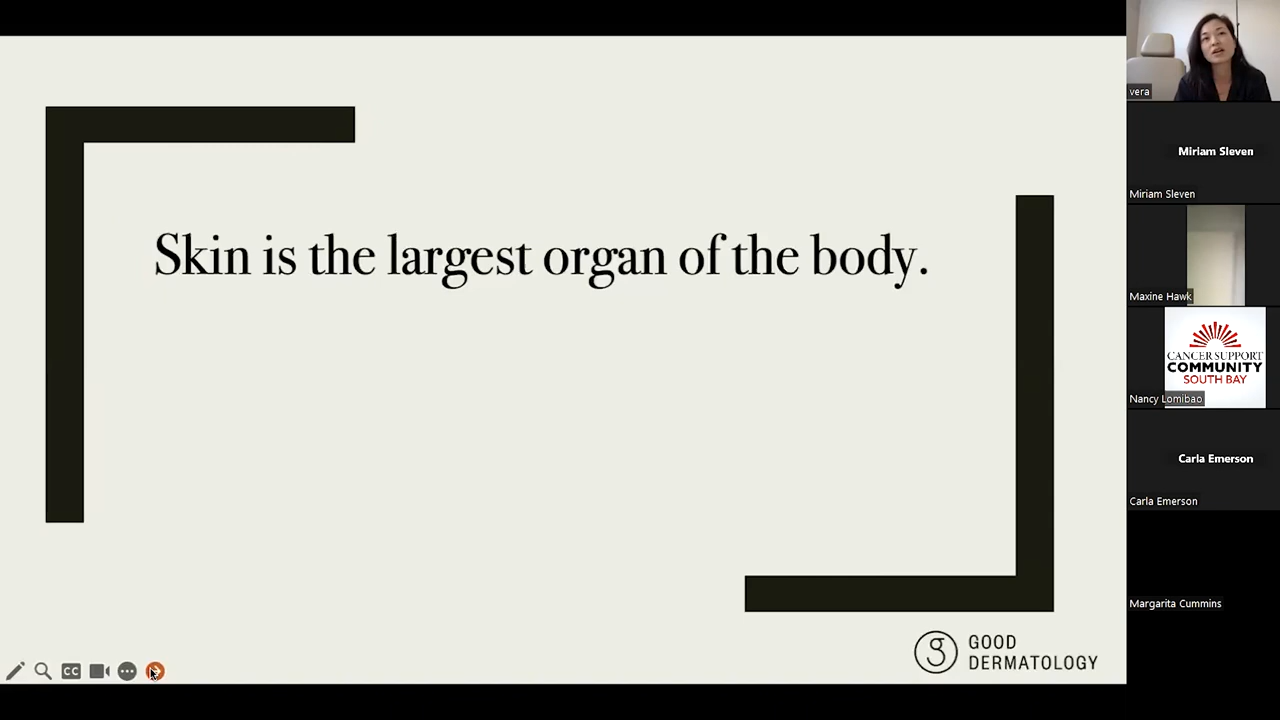 Skin is the largest organ of the body.
GOOD
DERMATOLOGY
CC
vera
Miriam Sleven
Miriam Sleven
Maxine Hawk
CANCER SUPPORT
COMMUNITY
SOUTH BAY
Nancy Lomibao
Carla Emerson
Carla Emerson
Margarita Cummins